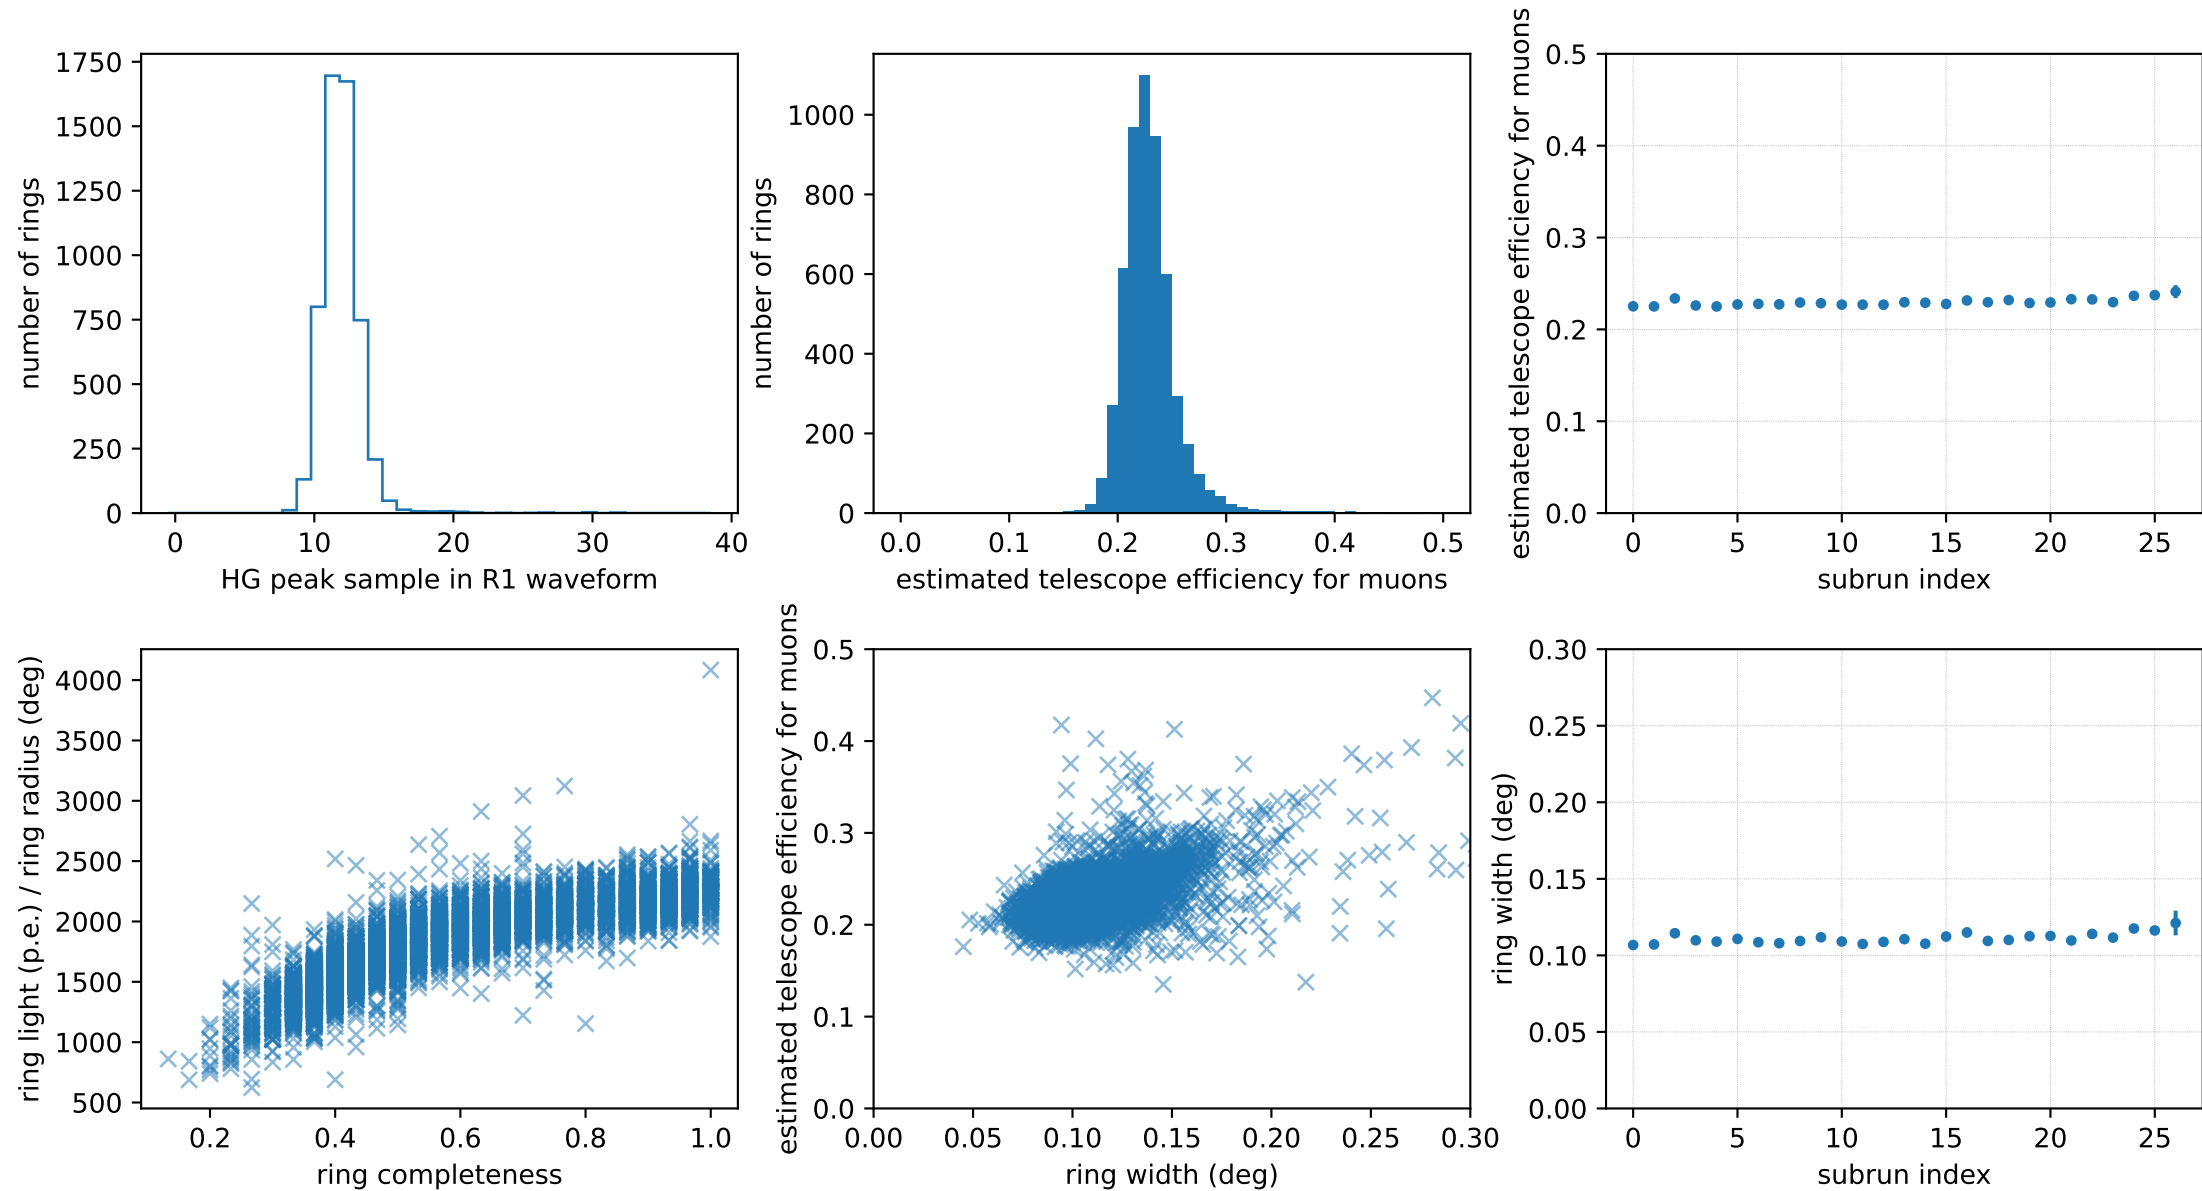 1750
1500
1250
1000
750
500
250
0
number of rings
0 10 20 30 40
HG peak sample in R1 waveform
1000
800
600
400
200
0
number of rings
0.0 0.1 0.2 0.3 0.4 0.5
estimated telescope efficiency for muons
0.5
0.4
0.3
0.2
0.1
0.0
estimated telescope efficiency for muons
0 5 10 15 20 25
subrun index
4000
3500
3000
2500
2000
1500
1000
500
ring light (p.e.) / ring radius (deg)
0.2 0.4 0.6 0.8 1.0
ring completeness
0.5
0.4
0.3
0.2
0.1
0.0
estimated telescope efficiency for muons
0.00 0.05 0.10 0.15 0.20 0.25 0.30
ring width (deg)
0.30
0.25
0.20
0.15
0.10
0.05
0.00
ring width (deg)
0 5 10 15 20 25
subrun index